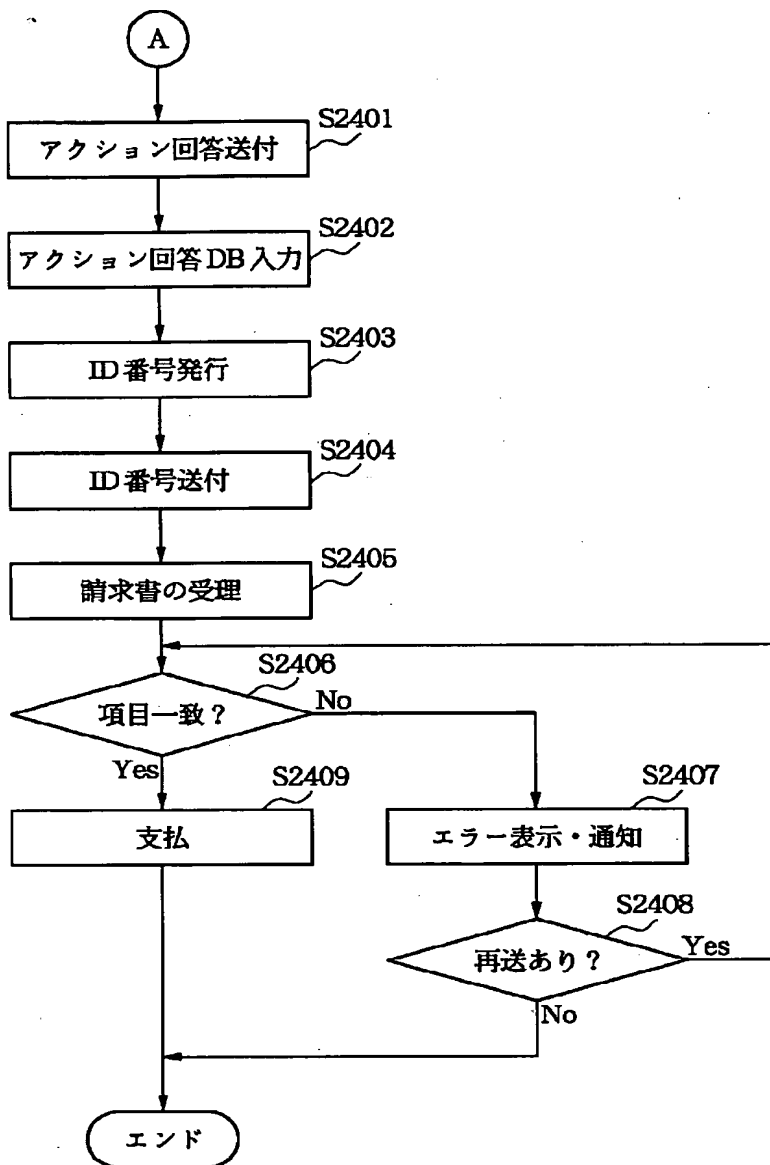 A
S2401
アクション回答送付
S2402
アクション回答DB入力
S2403
ID番号発行
S2404
ID番号送付
S2405
請求書の受理
S2406
項目一致?
No
Yes
S2409
支払
S2407
エラー表示・通知
S2408
再送あり?
Yes
No
エンド